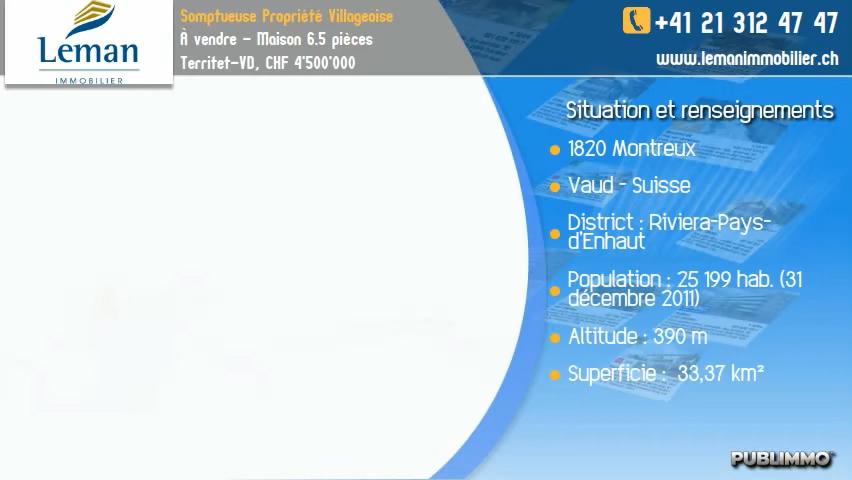 Leman
IMMOBILIER
Somptueuse Propriété Villageoise
À vendre - Maison 6.5 pièces
Territet-VD, CHF 4'500'000
+41 21 312 47 47
www.lemanimmobilier.ch
Situation et renseignements
1820 Montreux
Vaud - Suisse
District : Riviera-Pays-
d'Enhaut
Population : 25 199 hab. (31
décembre 2011)
Altitude : 390 m
Superficie : 33,37 km²
PUBLIMMO